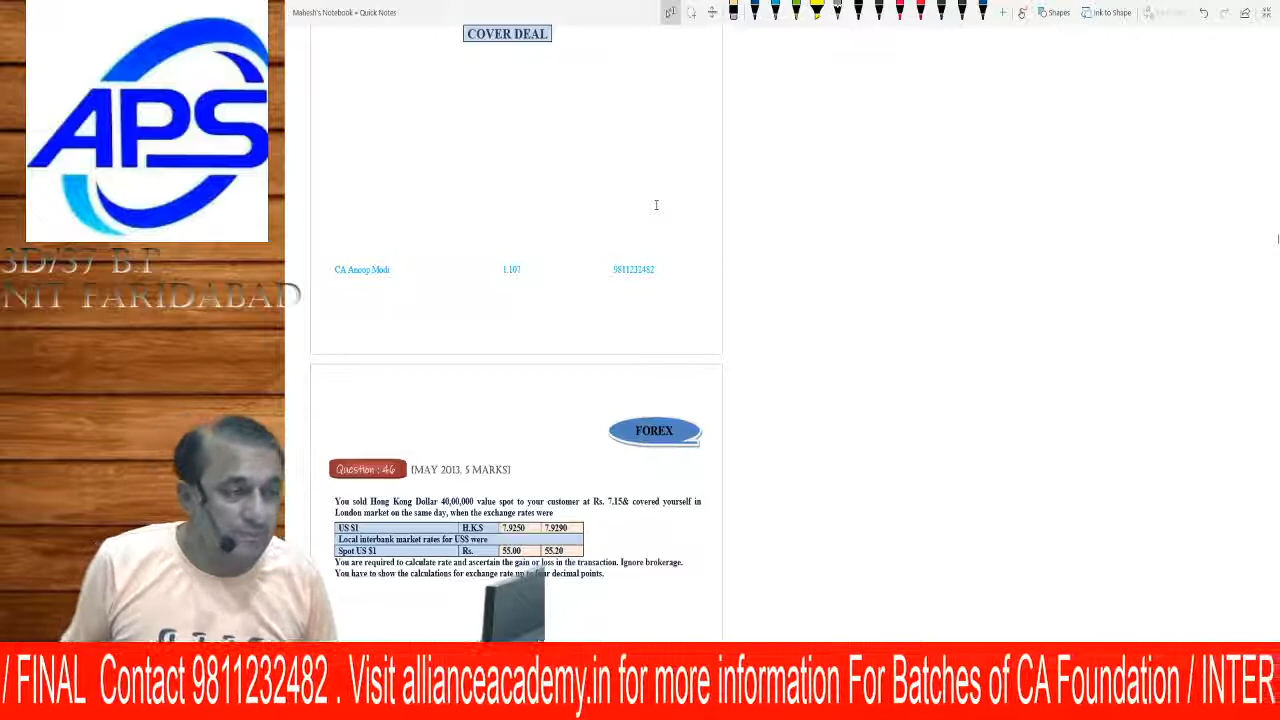 Mahesh's Notebook » Quick Notes
Shapes
Ink to Shape
COVER DEAL
APS
3D/37 B.P
NIT FARIDABAD
CA Anoop Modi 1.107 9811232482
FOREX
Question : 46 [MAY 2013, 5 MARKS]
You sold Hong Kong Dollar 40,00,000 value spot to your customer at Rs. 7.15& covered yourself in
London market on the same day, when the exchange rates were
US $1 H.K.$ 7.9250 7.9290
Local interbank market rates for US$ were
Spot US $1 Rs. 55.00 55.20
You are required to calculate rate and ascertain the gain or loss in the transaction. Ignore brokerage.
You have to show the calculations for exchange rate up to four decimal points.
/ FINAL Contact 9811232482 . Visit allianceacademy.in for more information For Batches of CA Foundation / INTER